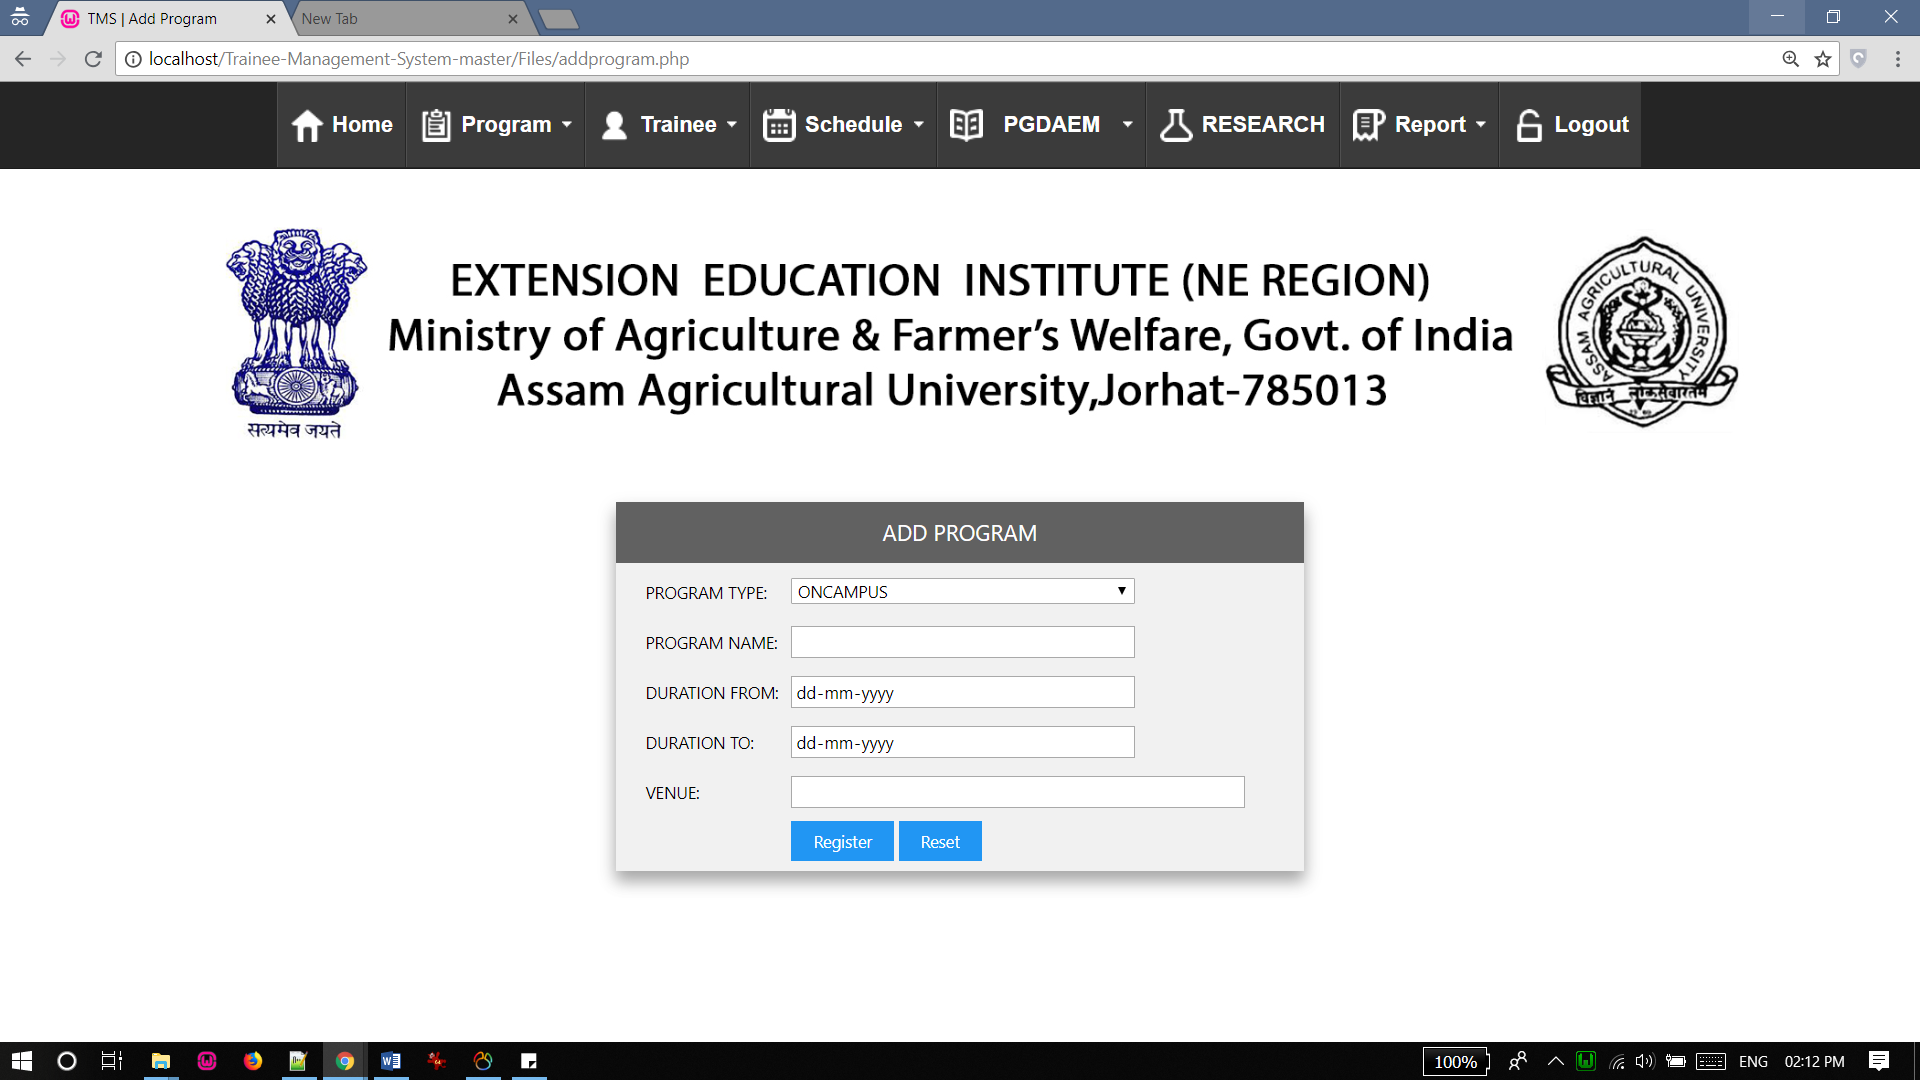 TMS | Add Program
New Tab
localhost/Trainee-Management-System-master/Files/addprogram.php
Home Program Trainee Schedule PGDAEM RESEARCH Report Logout
EXTENSION EDUCATION INSTITUTE (NE REGION)
Ministry of Agriculture & Farmer's Welfare, Govt. of India
Assam Agricultural University,Jorhat-785013
सत्यमेव जयते
ASSAM AGRICULTURAL UNIVERSITY
ADD PROGRAM
PROGRAM TYPE: ONCAMPUS
PROGRAM NAME:
DURATION FROM: dd-mm-yyyy
DURATION TO: dd-mm-yyyy
VENUE:
Register Reset
100% ENG 02:12 PM